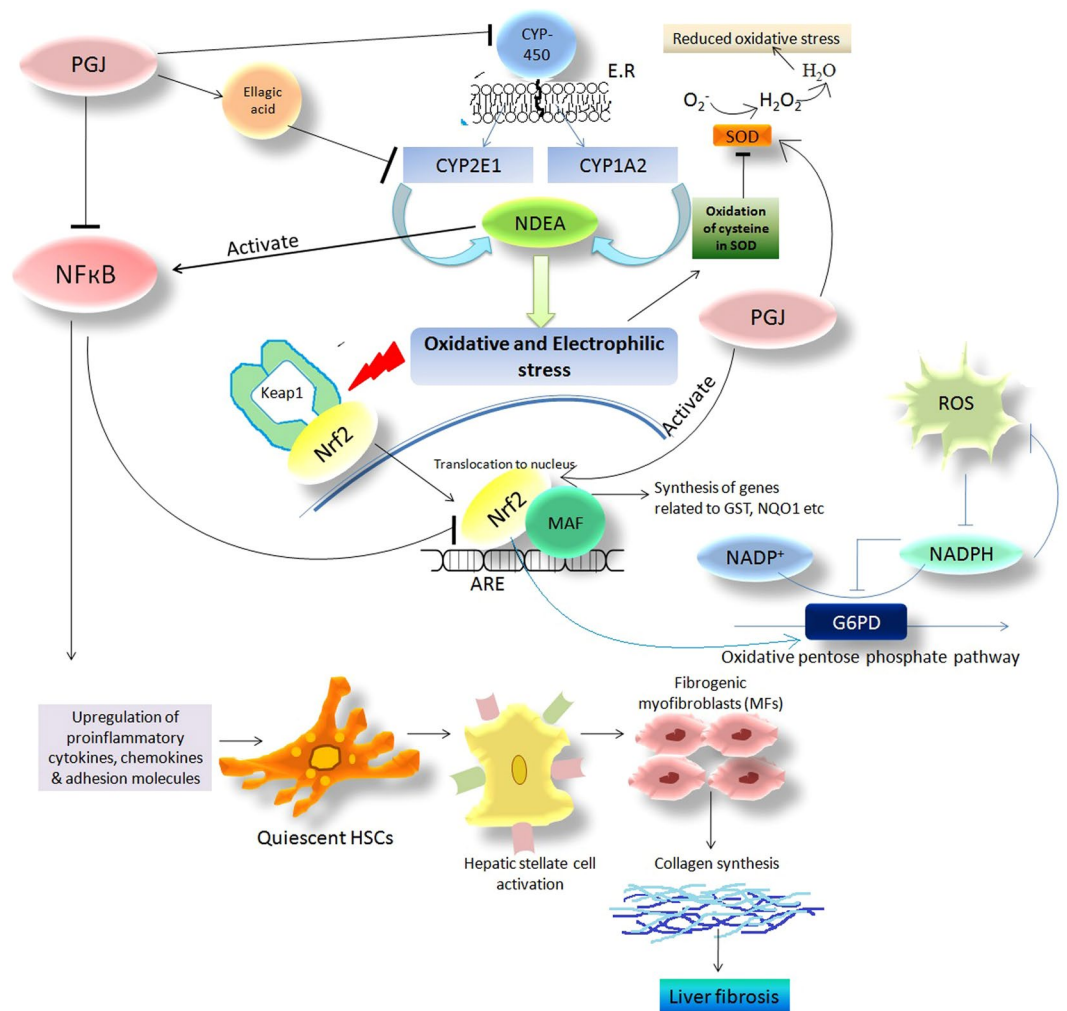 CYP-
450
Reduced oxidative stress
PGJ
E.R
H₂O
Ellagic
acid
O₂⁻
H₂O₂
SOD
CYP2E1
CYP1A2
NDEA
Oxidation
of cysteine
in SOD
Activate
NFκB
PGJ
Oxidative and Electrophilic
stress
Keap1
Nrf2
Activate
ROS
Translocation to nucleus
Nrf2
MAF
Synthesis of genes
related to GST, NQO1 etc
NADP⁺
NADPH
ARE
G6PD
Oxidative pentose phosphate pathway
Fibrogenic
myofibroblasts (MFs)
Upregulation of
proinflammatory
cytokines, chemokines
& adhesion molecules
Quiescent HSCs
Hepatic stellate cell
activation
Collagen synthesis
Liver fibrosis